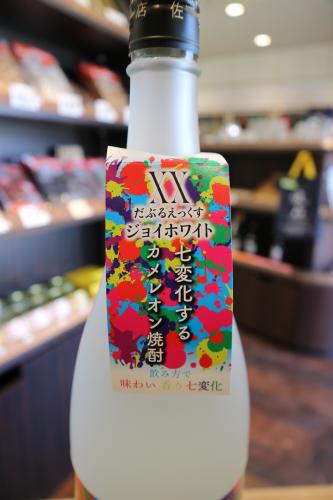 店 佐
XX
だぶるえっくす
ジョイホワイト
七変化する
カメレオン焼酎
飲み方で
味わい香り七変化